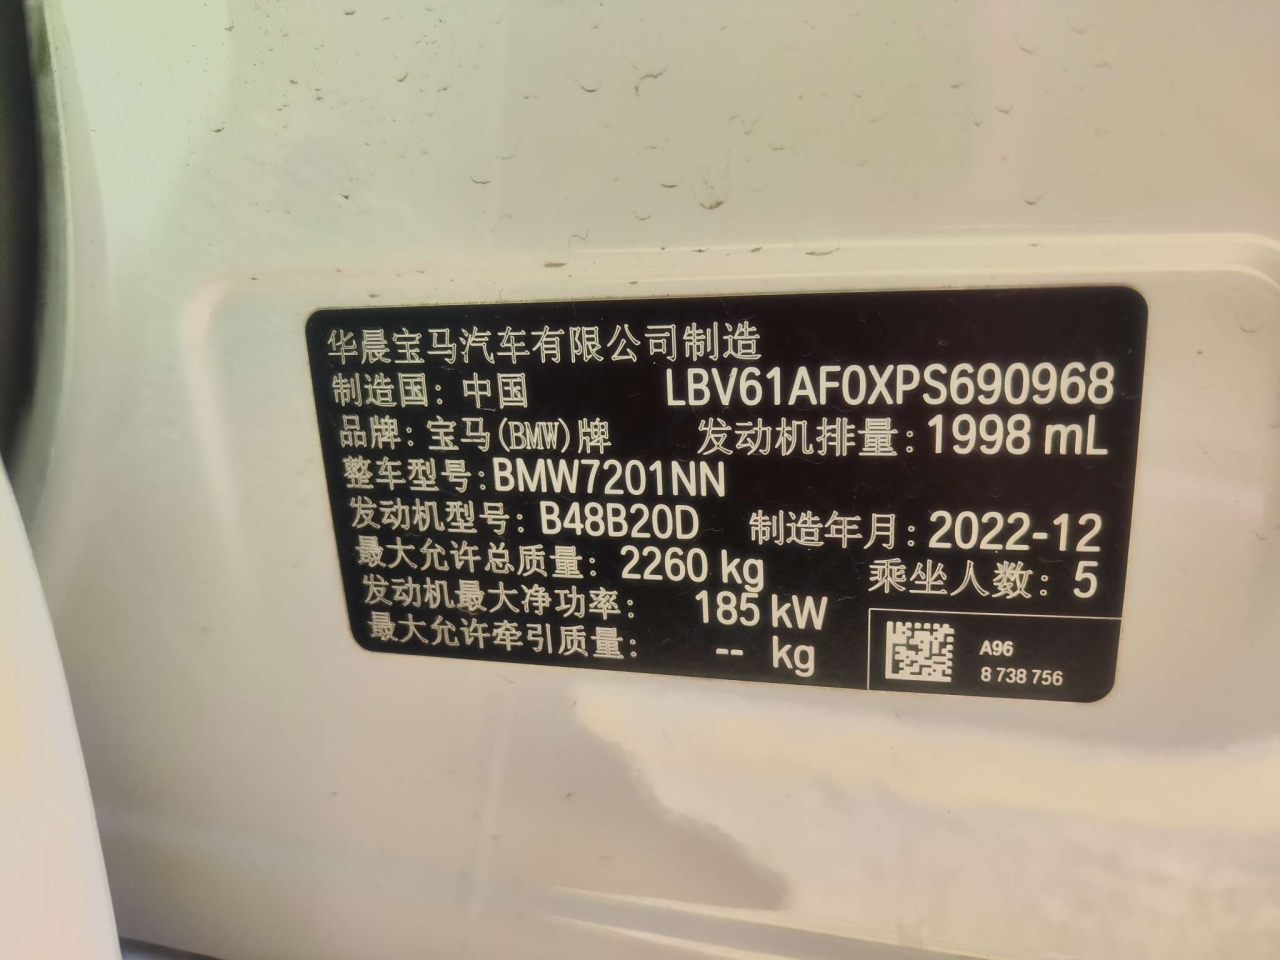 华晨宝马汽车有限公司制造
制造国：中国 LBV61AF0XPS690968
品牌：宝马(BMW)牌 发动机排量：1998 mL
整车型号：BMW7201NN
发动机型号：B48B20D 制造年月：2022-12
最大允许总质量：2260 kg 乘坐人数：5
发动机最大净功率：185 kW
最大允许牵引质量：-- kg
A96
8 738 756